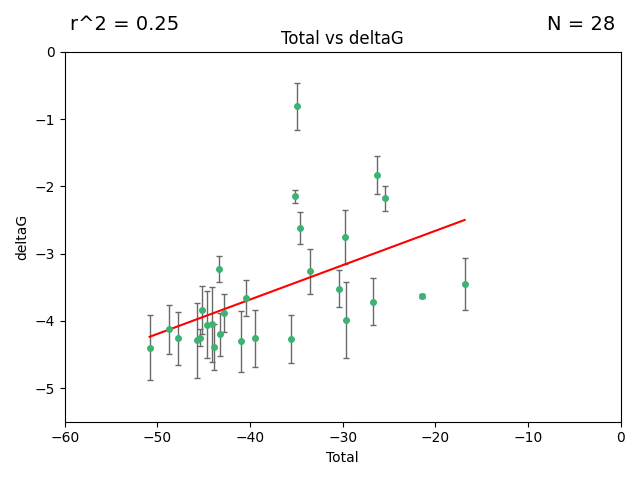 r^2 = 0.25
N = 28
Total vs deltaG
0
−1
−2
−3
−4
−5
deltaG
−60
−50
−40
−30
−20
−10
0
Total